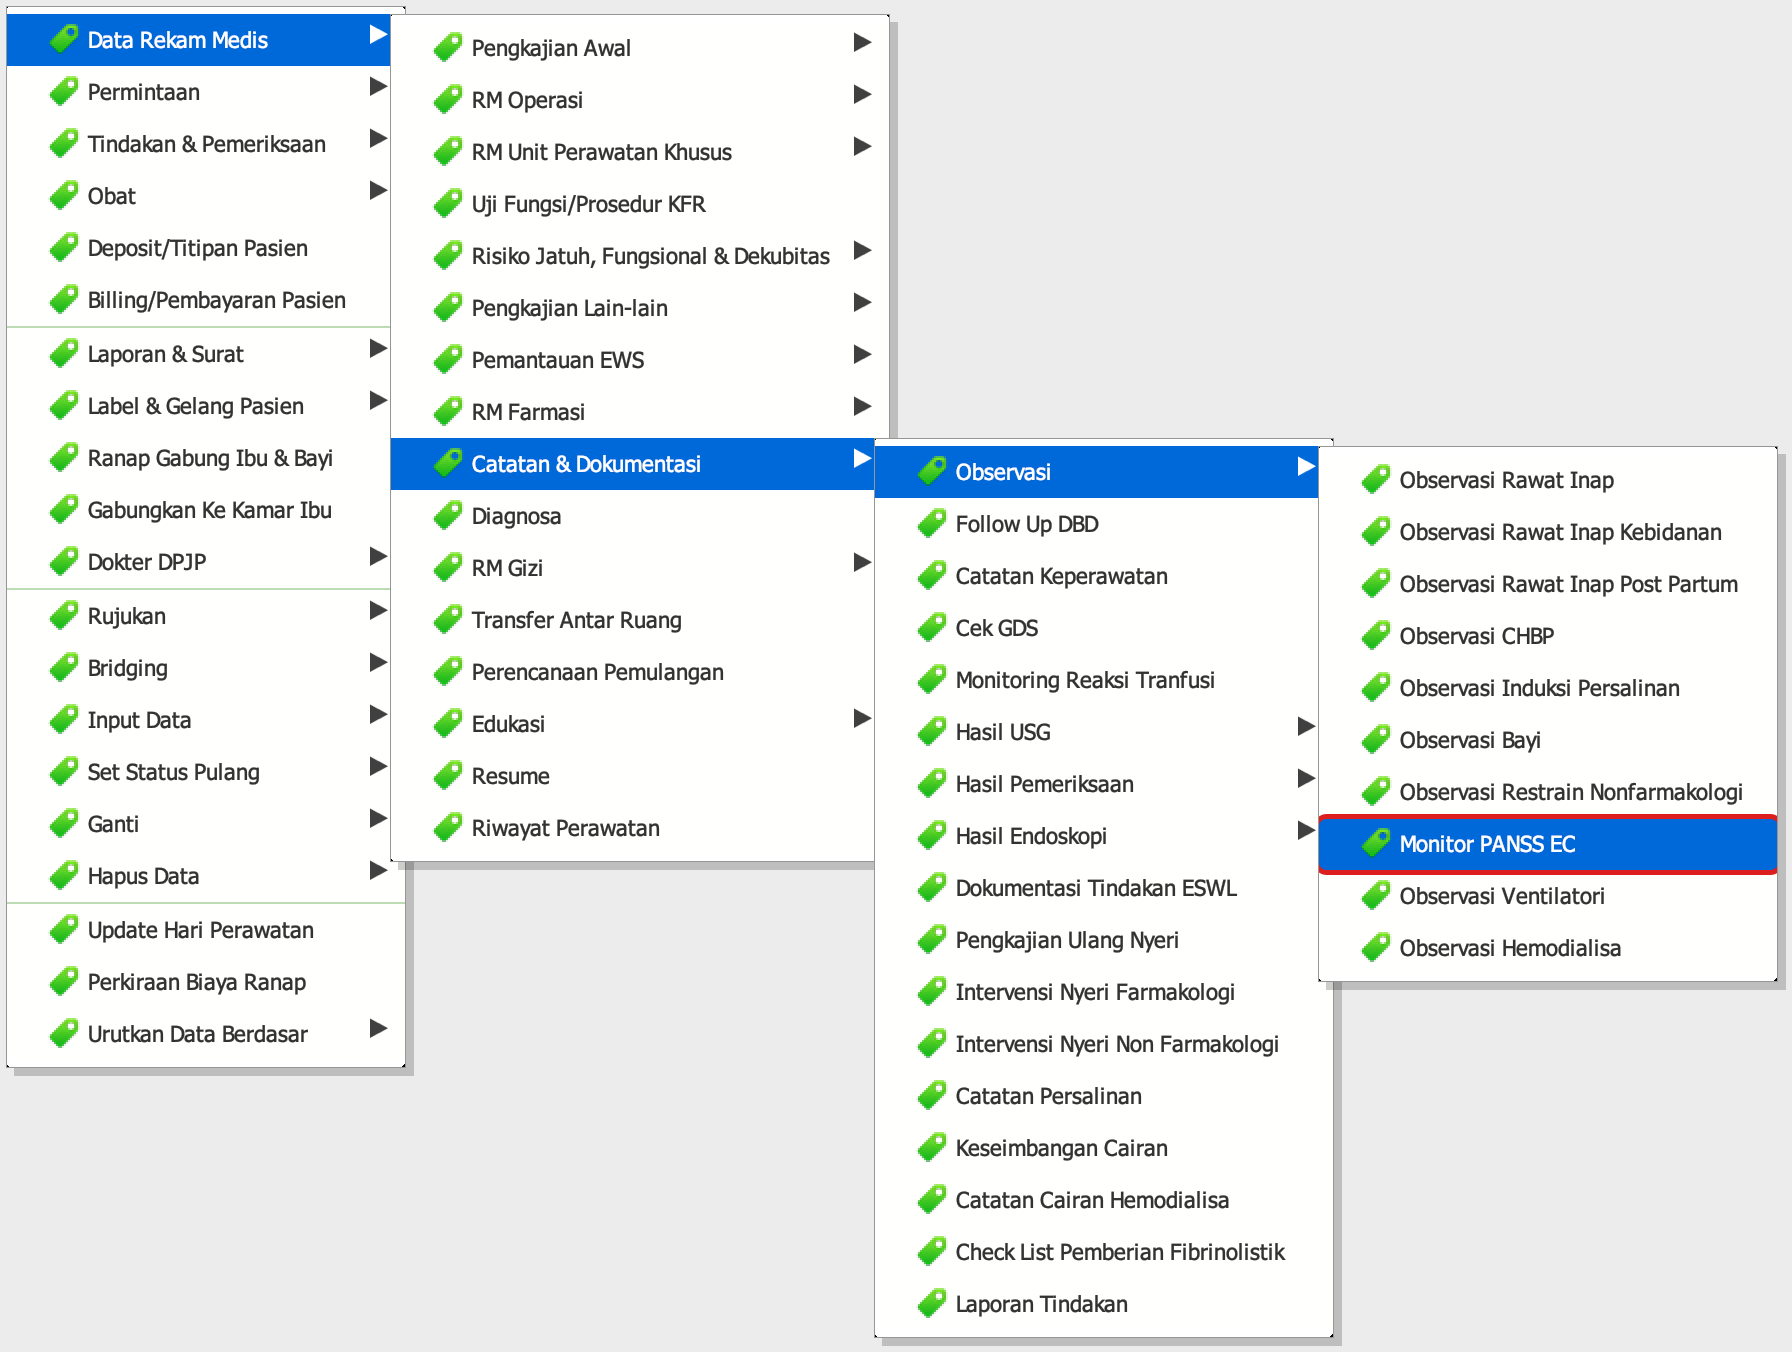 Data Rekam Medis
Permintaan
Tindakan & Pemeriksaan
Obat
Deposit/Titipan Pasien
Billing/Pembayaran Pasien
Laporan & Surat
Label & Gelang Pasien
Ranap Gabung Ibu & Bayi
Gabungkan Ke Kamar Ibu
Dokter DPJP
Rujukan
Bridging
Input Data
Set Status Pulang
Ganti
Hapus Data
Update Hari Perawatan
Perkiraan Biaya Ranap
Urutkan Data Berdasar
Pengkajian Awal
RM Operasi
RM Unit Perawatan Khusus
Uji Fungsi/Prosedur KFR
Risiko Jatuh, Fungsional & Dekubitas
Pengkajian Lain-lain
Pemantauan EWS
RM Farmasi
Catatan & Dokumentasi
Diagnosa
RM Gizi
Transfer Antar Ruang
Perencanaan Pemulangan
Edukasi
Resume
Riwayat Perawatan
Observasi
Follow Up DBD
Catatan Keperawatan
Cek GDS
Monitoring Reaksi Tranfusi
Hasil USG
Hasil Pemeriksaan
Hasil Endoskopi
Dokumentasi Tindakan ESWL
Pengkajian Ulang Nyeri
Intervensi Nyeri Farmakologi
Intervensi Nyeri Non Farmakologi
Catatan Persalinan
Keseimbangan Cairan
Catatan Cairan Hemodialisa
Check List Pemberian Fibrinolistik
Laporan Tindakan
Observasi Rawat Inap
Observasi Rawat Inap Kebidanan
Observasi Rawat Inap Post Partum
Observasi CHBP
Observasi Induksi Persalinan
Observasi Bayi
Observasi Restrain Nonfarmakologi
Monitor PANSS EC
Observasi Ventilatori
Observasi Hemodialisa